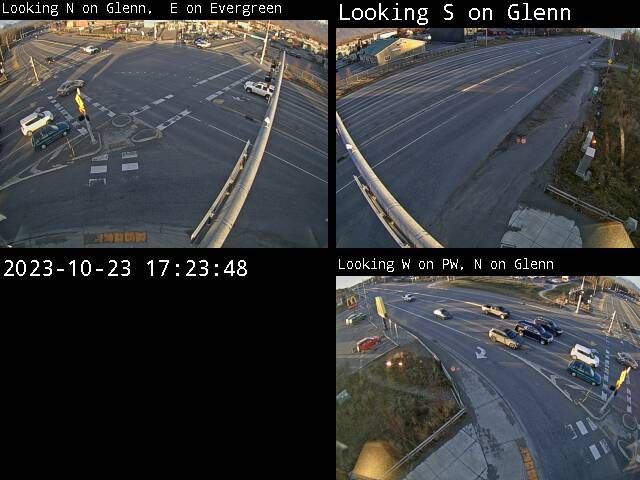 Looking N on Glenn,  E on Evergreen
Looking S on Glenn
2023-10-23 17:23:48
Looking W on PW, N on Glenn